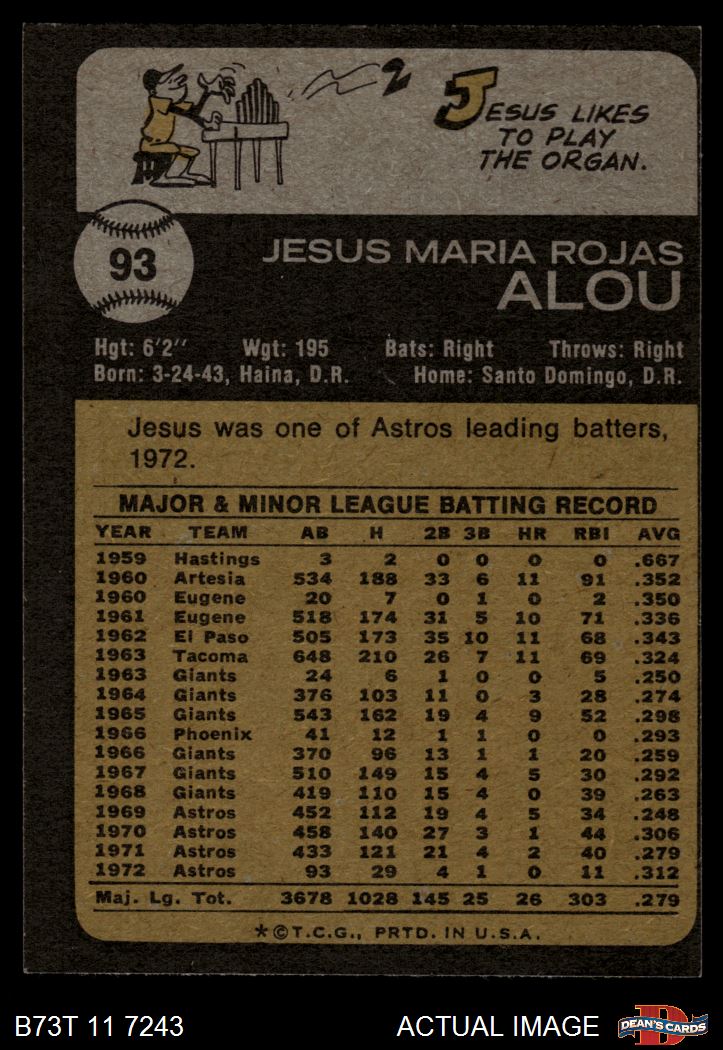 2
JESUS LIKES
TO PLAY
THE ORGAN.
93
JESUS MARIA ROJAS
ALOU
Hgt: 6'2" Wgt: 195 Bats: Right Throws: Right
Born: 3-24-43, Haina, D.R. Home: Santo Domingo, D.R.
Jesus was one of Astros leading batters,
1972.
MAJOR & MINOR LEAGUE BATTING RECORD
YEAR TEAM AB H 2B 3B HR RBI AVG
1959 Hastings 3 2 0 0 0 0 .667
1960 Artesia 534 188 33 6 11 91 .352
1960 Eugene 20 7 0 1 0 2 .350
1961 Eugene 518 174 31 5 10 71 .336
1962 El Paso 505 173 35 10 11 68 .343
1963 Tacoma 648 210 26 7 11 69 .324
1963 Giants 24 6 1 0 0 5 .250
1964 Giants 376 103 11 0 3 28 .274
1965 Giants 543 162 19 4 9 52 .298
1966 Phoenix 41 12 1 1 0 0 .293
1966 Giants 370 96 13 1 1 20 .259
1967 Giants 510 149 15 4 5 30 .292
1968 Giants 419 110 15 4 0 39 .263
1969 Astros 452 112 19 4 5 34 .248
1970 Astros 458 140 27 3 1 44 .306
1971 Astros 433 121 21 4 2 40 .279
1972 Astros 93 29 4 1 0 11 .312
Maj. Lg. Tot. 3678 1028 145 25 26 303 .279
*©T.C.G., PRTD. IN U.S.A.
B73T 11 7243 ACTUAL IMAGE
D
DEAN'S CARDS